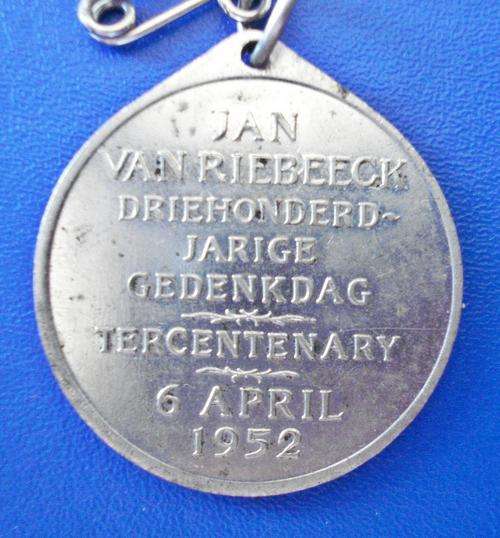 JAN
VAN RIEBEECK
DRIEHONDERD~
JARIGE
GEDENKDAG
TERCENTENARY
6 APRIL
1952